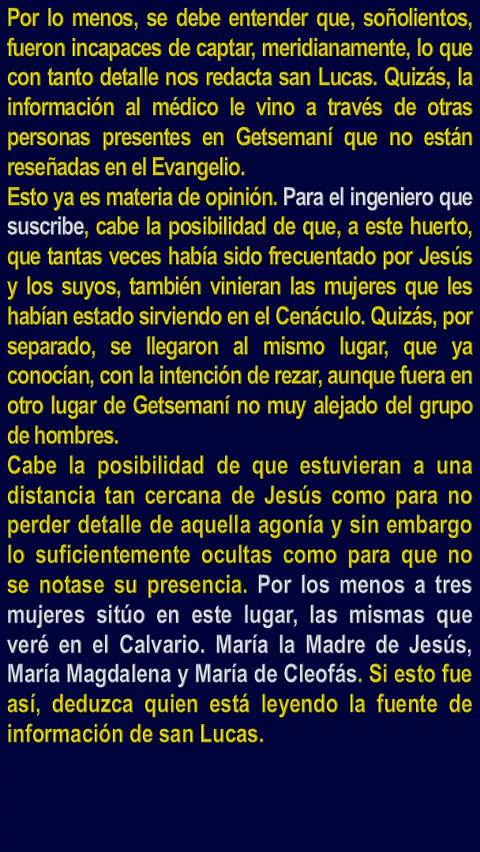 Por lo menos, se debe entender que, soñolientos,
fueron incapaces de captar, meridianamente, lo que
con tanto detalle nos redacta san Lucas. Quizás, la
información al médico le vino a través de otras
personas presentes en Getsemaní que no están
reseñadas en el Evangelio.
Esto ya es materia de opinión. Para el ingeniero que
suscribe, cabe la posibilidad de que, a este huerto,
que tantas veces había sido frecuentado por Jesús
y los suyos, también vinieran las mujeres que les
habían estado sirviendo en el Cenáculo. Quizás, por
separado, se llegaron al mismo lugar, que ya
conocían, con la intención de rezar, aunque fuera en
otro lugar de Getsemaní no muy alejado del grupo
de hombres.
Cabe la posibilidad de que estuvieran a una
distancia tan cercana de Jesús como para no
perder detalle de aquella agonía y sin embargo
lo suficientemente ocultas como para que no
se notase su presencia. Por los menos a tres
mujeres sitúo en este lugar, las mismas que
veré en el Calvario. María la Madre de Jesús,
María Magdalena y María de Cleofás. Si esto fue
así, deduzca quien está leyendo la fuente de
información de san Lucas.